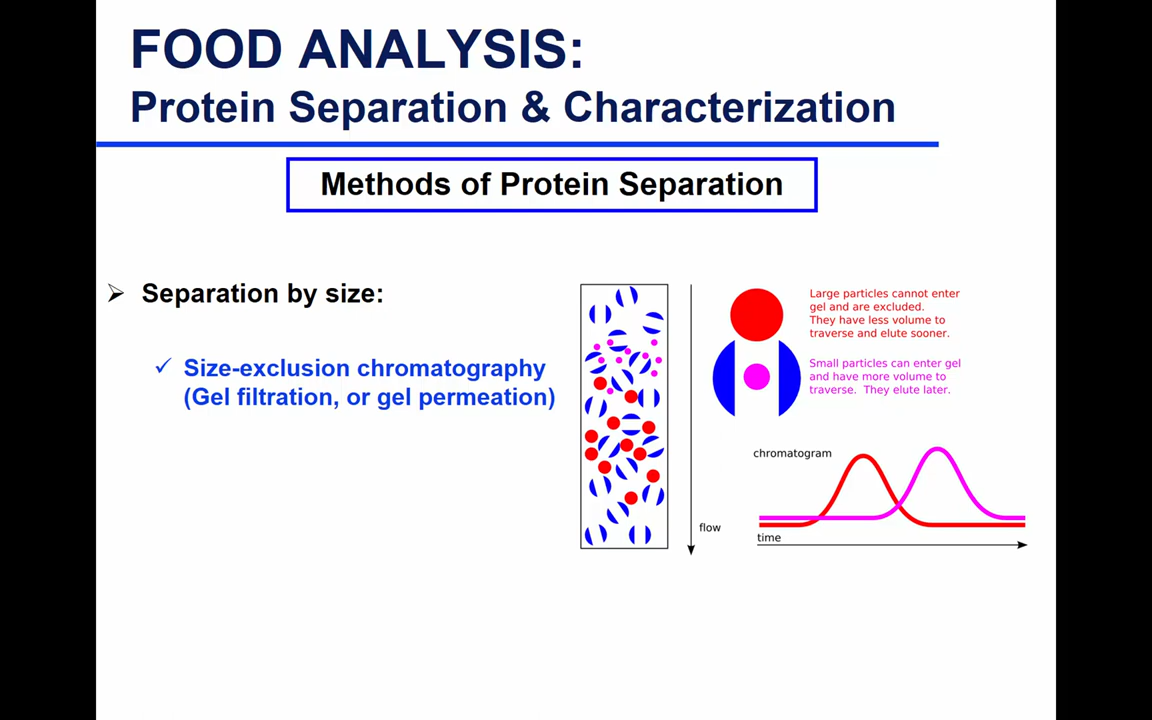 FOOD ANALYSIS:
Protein Separation & Characterization
Methods of Protein Separation
Separation by size:
Size-exclusion chromatography
(Gel filtration, or gel permeation)
flow
Large particles cannot enter
gel and are excluded.
They have less volume to
traverse and elute sooner.
Small particles can enter gel
and have more volume to
traverse. They elute later.
chromatogram
time